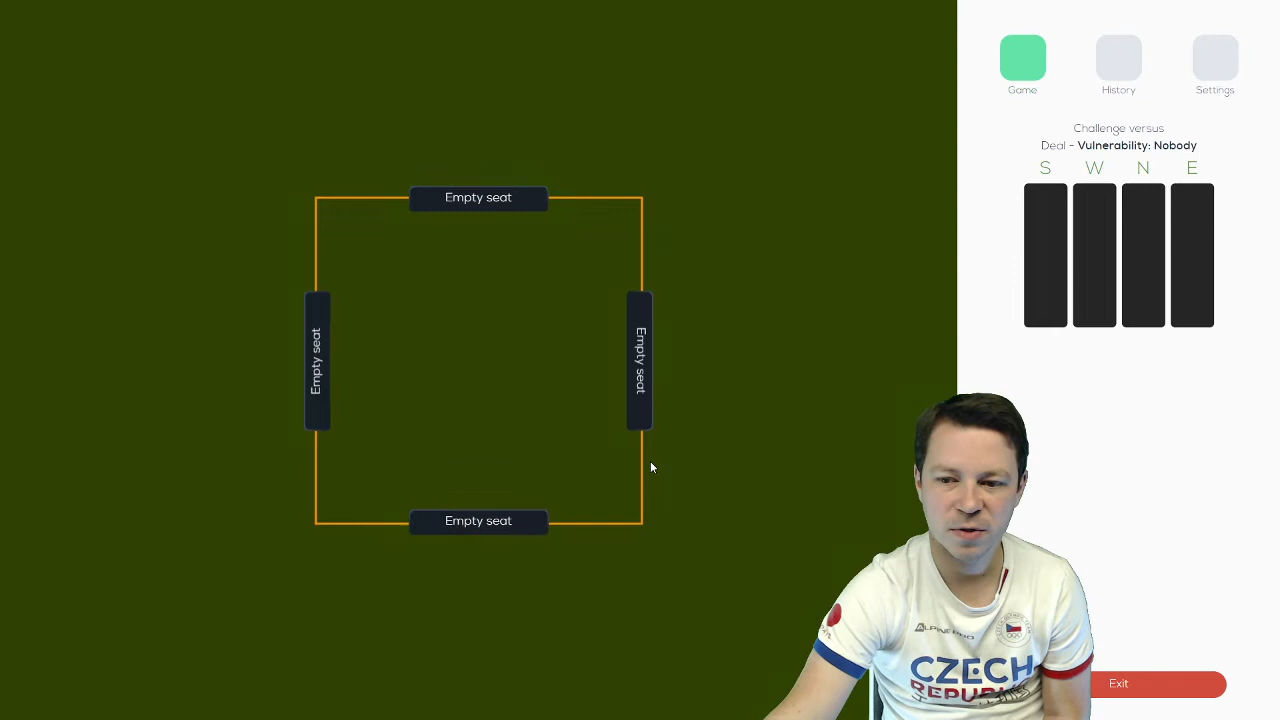 Game
History
Settings
Challenge versus
Deal - Vulnerability: Nobody
S W N E
Empty seat
Empty seat
Empty seat
Empty seat
ALPINE PRO
CZECH
REPUBLIC
Exit